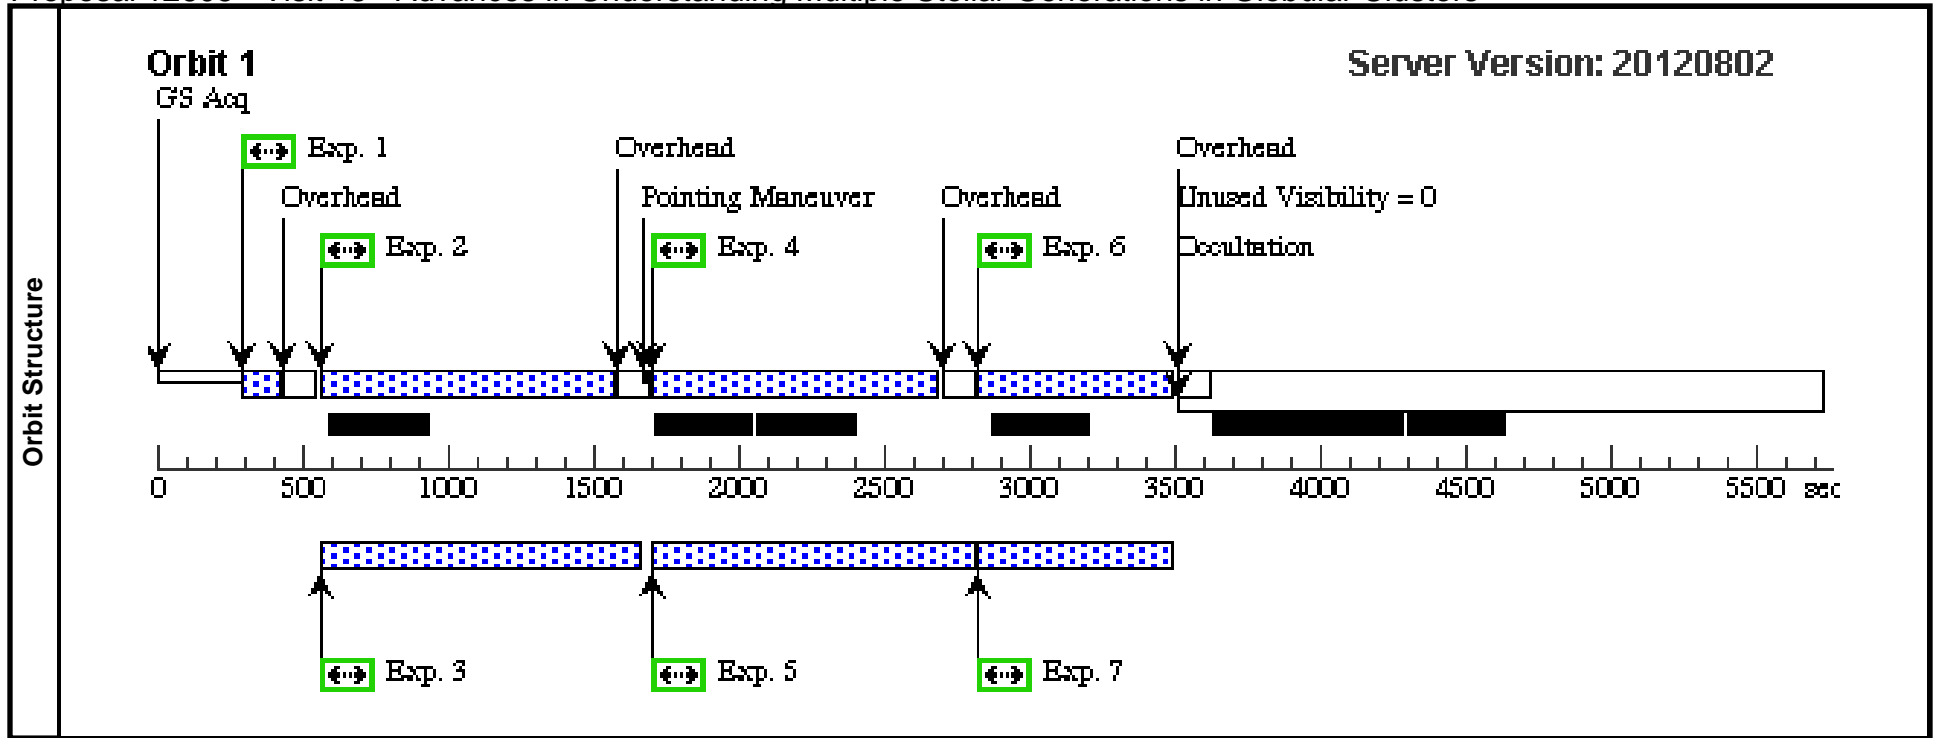 Orbit Structure
Orbit 1
Server Version: 20120802
GS Acq
Exp. 1
Overhead
Overhead
Overhead
Pointing Maneuver
Overhead
Unused Visibility = 0
Exp. 2
Exp. 4
Exp. 6
Occultation
0 500 1000 1500 2000 2500 3000 3500 4000 4500 5000 5500 sec
Exp. 3
Exp. 5
Exp. 7